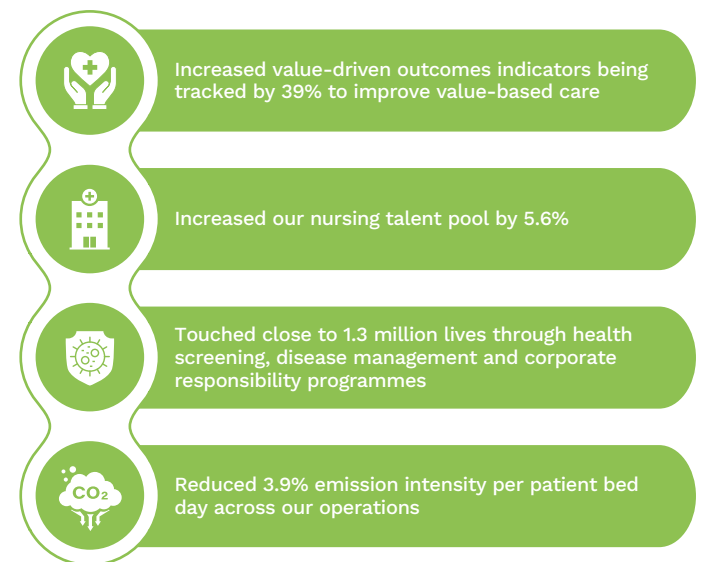 Increased value-driven outcomes indicators being
tracked by 39% to improve value-based care
Increased our nursing talent pool by 5.6%
Touched close to 1.3 million lives through health
screening, disease management and corporate
responsibility programmes
CO₂
Reduced 3.9% emission intensity per patient bed
day across our operations